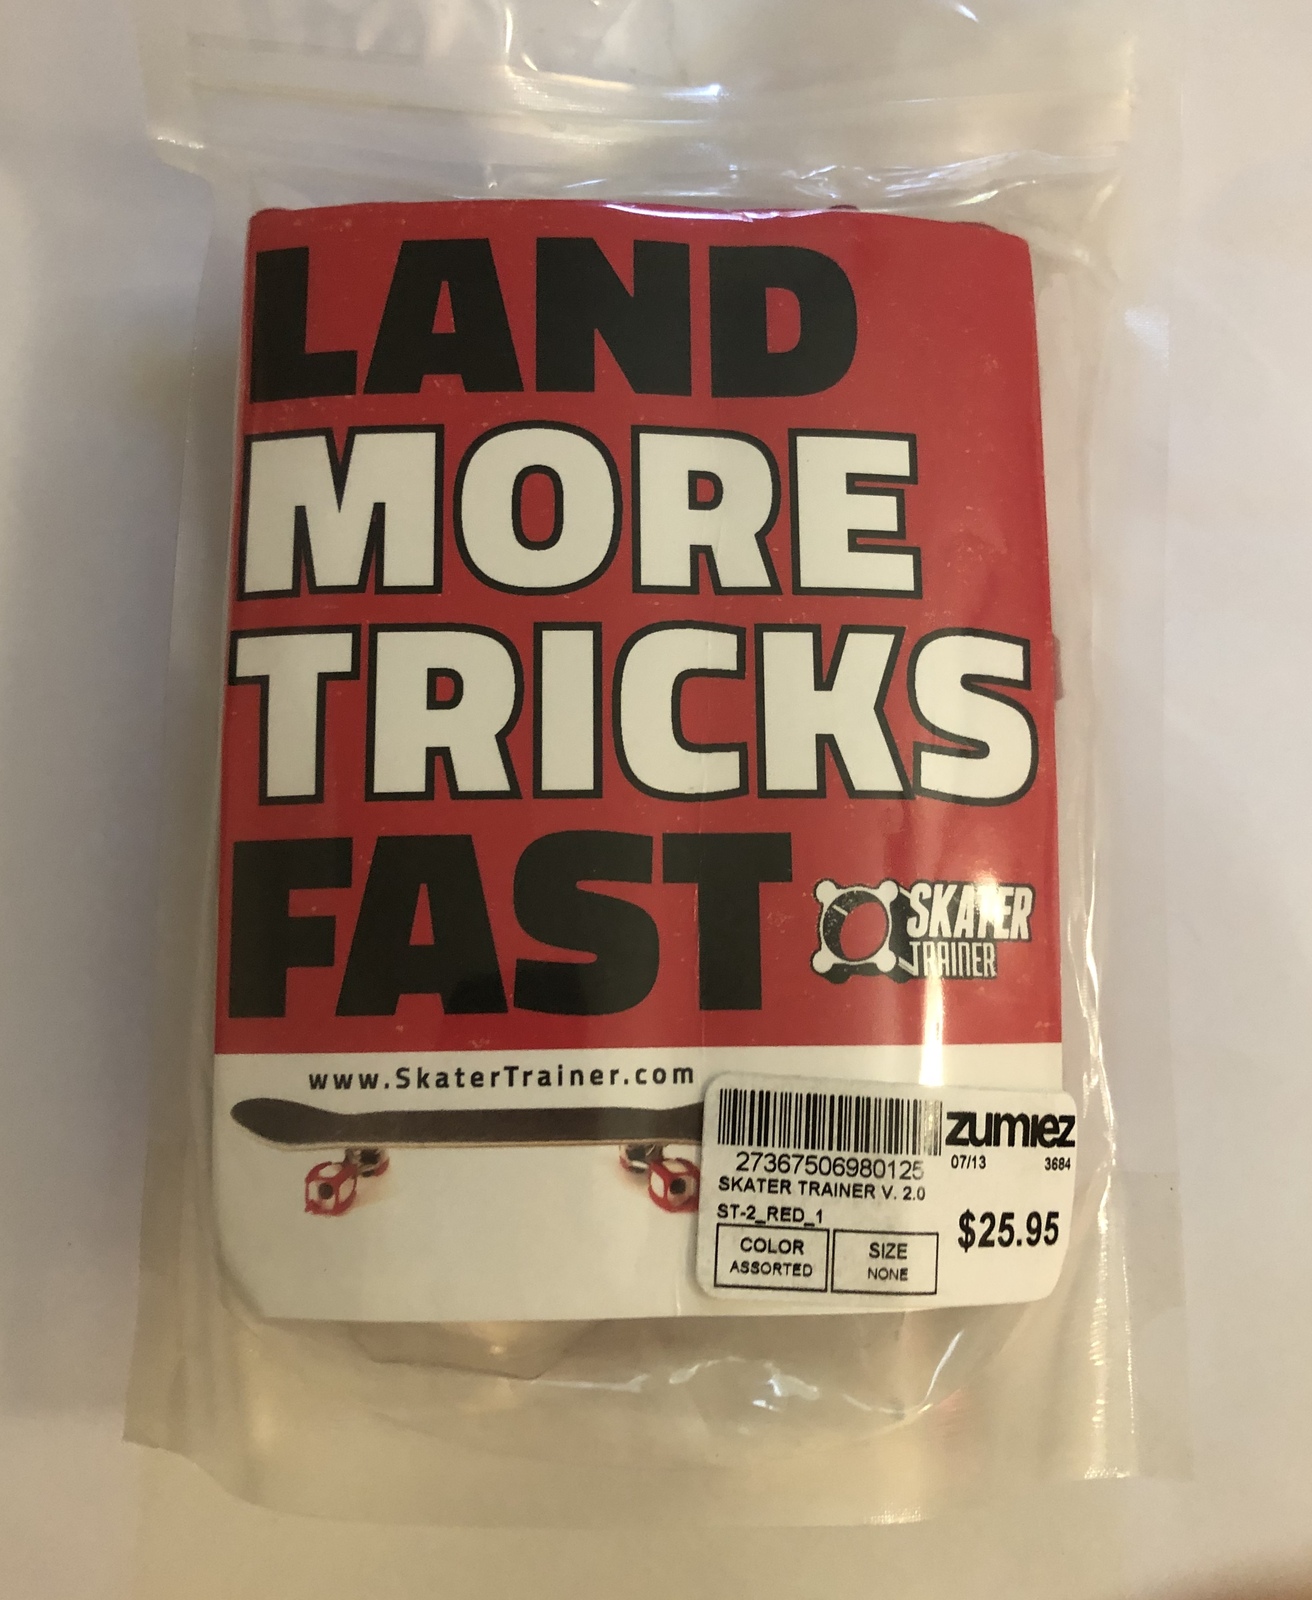 LAND
MORE
TRICKS
FAST
SKATER
TRAINER
www.SkaterTrainer.com
zumiez
27367506980125
07/13 3684
SKATER TRAINER V. 2.0
ST-2_RED_1
$25.95
COLOR
ASSORTED
SIZE
NONE